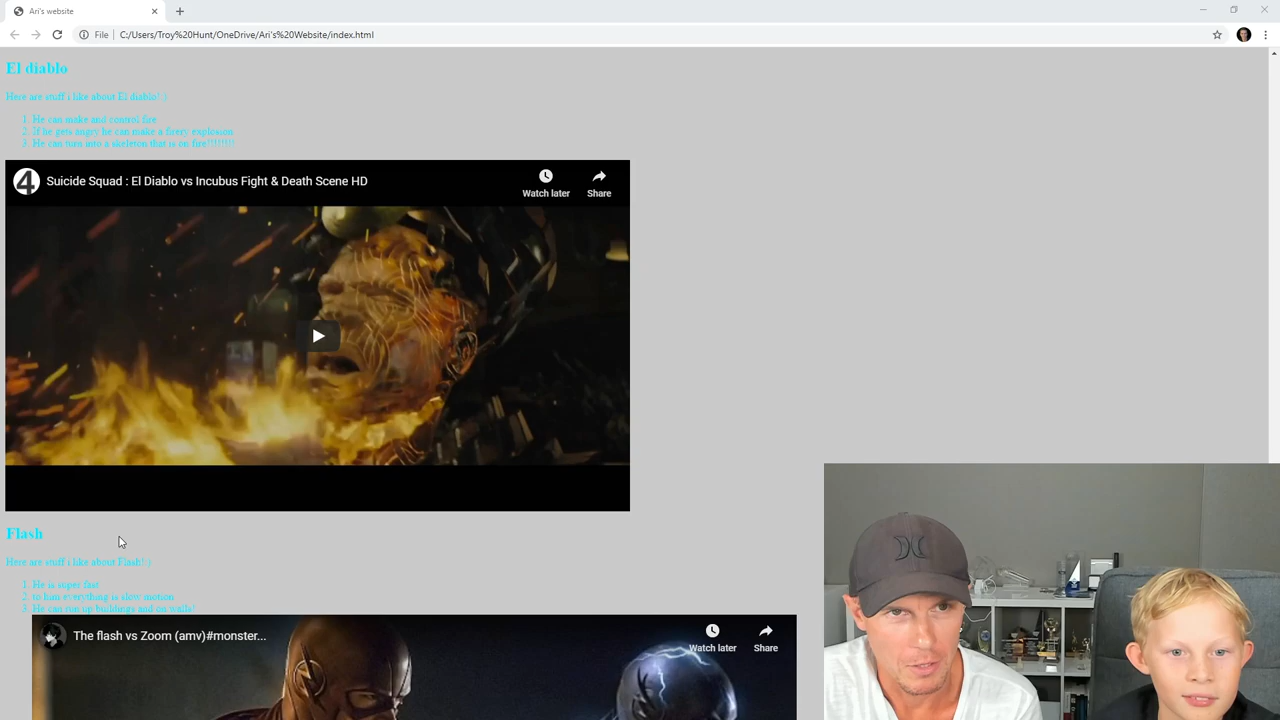 Ari's website
File
C:/Users/Troy%20Hunt/OneDrive/Ari's%20Website/index.html
El diablo
Here are stuff i like about El diablo! :)
1. He can make and control fire
2. If he gets angry he can make a firery explosion
3. He can turn into a skeleton that is on fire!!!!!!!!
4
Suicide Squad : El Diablo vs Incubus Fight & Death Scene HD
Watch later
Share
Flash
Here are stuff i like about Flash! :)
1. He is super fast
2. to him everything is slow motion
3. He can run up buildings and on walls!
The flash vs Zoom (amv)#monster...
Watch later
Share